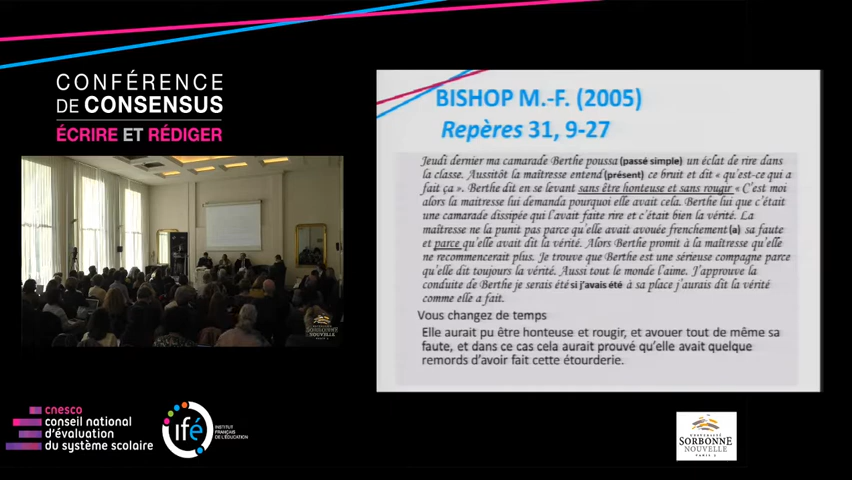 CONFÉRENCE
DE CONSENSUS
ÉCRIRE ET RÉDIGER
BISHOP M.-F. (2005)
Repères 31, 9-27
Jeudi dernier ma camarade Berthe poussa (passé simple) un éclat de rire dans
la classe. Aussitôt la maîtresse entend (présent) ce bruit et dit « qu'est-ce qui a
fait ça ». Berthe dit en se levant sans être honteuse et sans rougir « C'est moi
alors la maitresse lui demanda pourquoi elle avait cela. Berthe lui que c'était
une camarade dissipée qui l'avait faite rire et c'était bien la vérité. La
maîtresse ne la punit pas parce qu'elle avait avouée frenchement (a) sa faute
et parce qu'elle avait dit la vérité. Alors Berthe promit à la maîtresse qu'elle
ne recommencerait plus. Je trouve que Berthe est une sérieuse compagne parce
qu'elle dit toujours la vérité. Aussi tout le monde l'aime. J'approuve la
conduite de Berthe je serais été si j'avais été à sa place j'aurais dit la vérité
comme elle a fait.
Vous changez de temps
Elle aurait pu être honteuse et rougir, et avouer tout de même sa
faute, et dans ce cas cela aurait prouvé qu'elle avait quelque
remords d'avoir fait cette étourderie.
SORBONNE
NOUVELLE
cnesco
conseil national
d'évaluation
du système scolaire
ifé
INSTITUT
FRANÇAIS
DE L'ÉDUCATION
UNIVERSITÉ
SORBONNE
NOUVELLE
PARIS 3